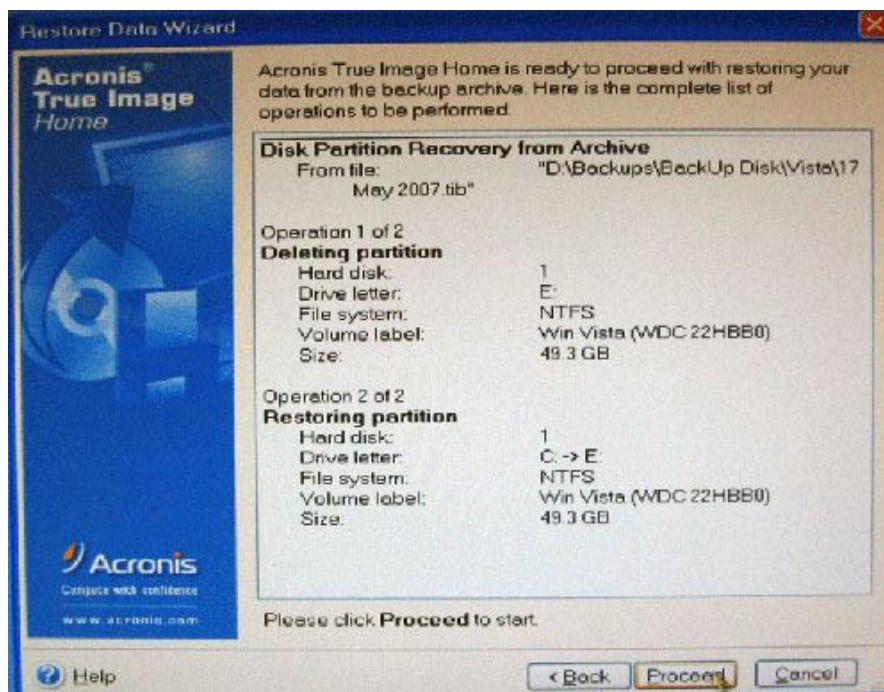 Restore Data Wizard
Acronis®
True Image
Home
Acronis
Compute with confidence
www.acronis.com
Acronis True Image Home is ready to proceed with restoring your
data from the backup archive. Here is the complete list of
operations to be performed.
Disk Partition Recovery from Archive
From file: "D:\Backups\BackUp Disk\Vista\17
May 2007.tib"
Operation 1 of 2
Deleting partition
Hard disk: 1
Drive letter: E:
File system: NTFS
Volume label: Win Vista (WDC 22HBB0)
Size: 49.3 GB
Operation 2 of 2
Restoring partition
Hard disk: 1
Drive letter: C: -> E:
File system: NTFS
Volume label: Win Vista (WDC 22HBB0)
Size: 49.3 GB
Please click Proceed to start.
Help
< Back Proceed Cancel